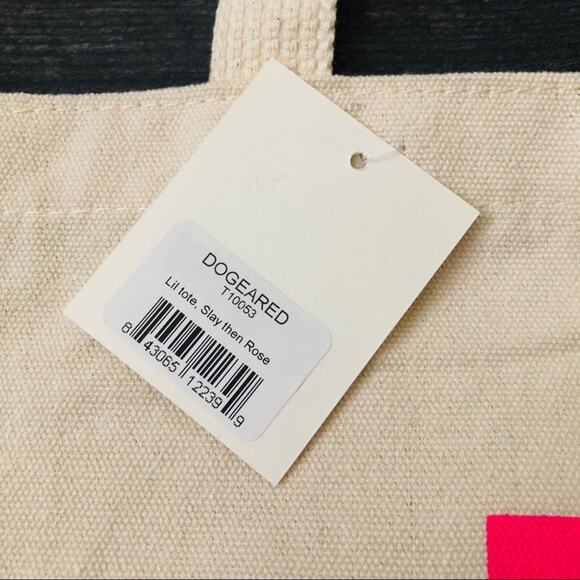 DOGEARED
T10053
Lil tote, Slay then Rose
8 43065 12239 9